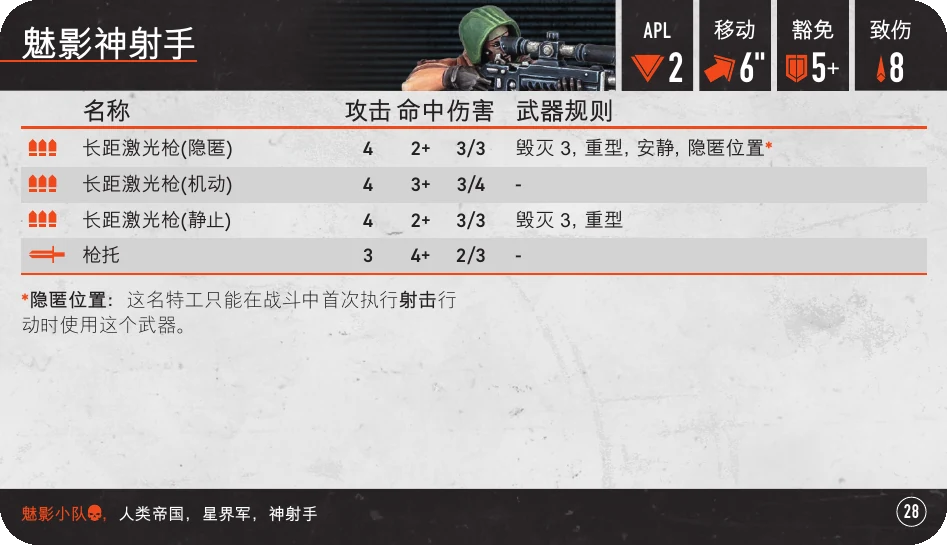 魅影神射手
APL 移动 豁免 致伤
2 6" 5+ 8
名称 攻击 命中 伤害 武器规则
长距激光枪(隐匿) 4 2+ 3/3 毁灭 3, 重型, 安静, 隐匿位置*
长距激光枪(机动) 4 3+ 3/4 -
长距激光枪(静止) 4 2+ 3/3 毁灭 3, 重型
枪托 3 4+ 2/3 -
*隐匿位置：这名特工只能在战斗中首次执行射击行
动时使用这个武器。
魅影小队，人类帝国，星界军，神射手
28